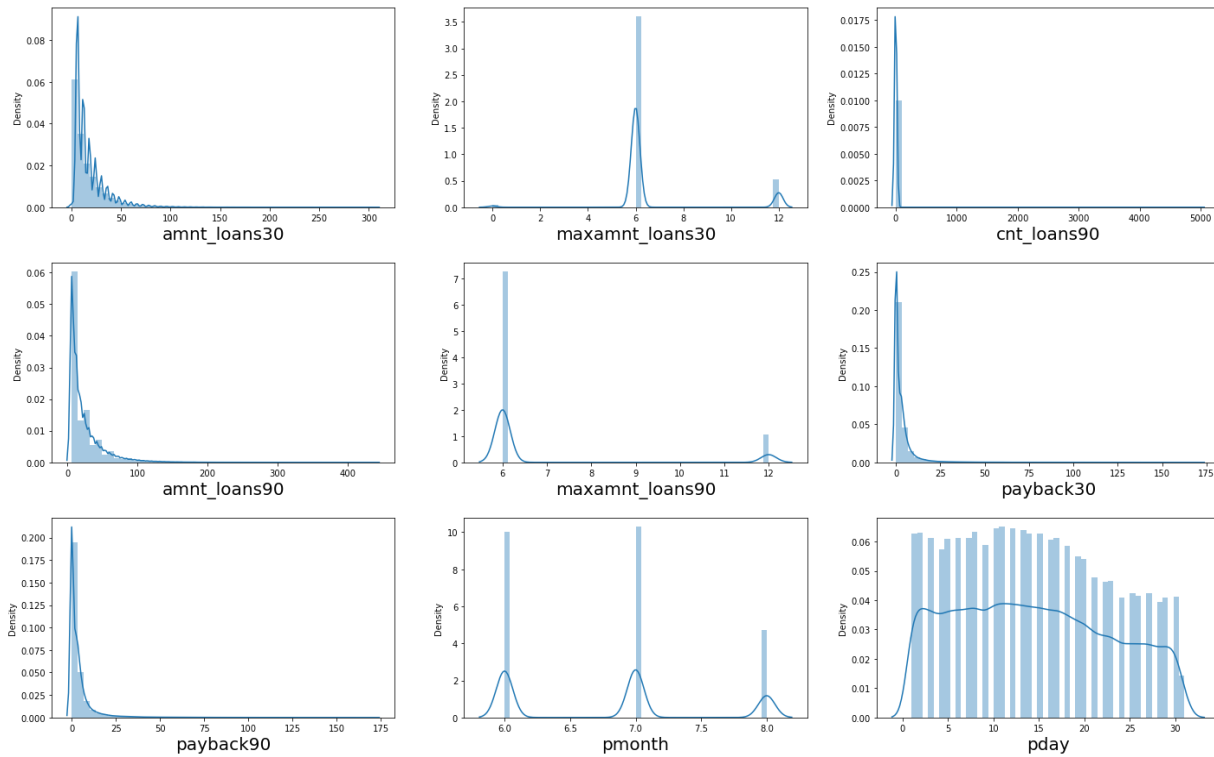 Density
0.08
0.06
0.04
0.02
0.00
0 50 100 150 200 250 300
amnt_loans30
Density
3.5
3.0
2.5
2.0
1.5
1.0
0.5
0.0
0 2 4 6 8 10 12
maxamnt_loans30
Density
0.0175
0.0150
0.0125
0.0100
0.0075
0.0050
0.0025
0.0000
0 1000 2000 3000 4000 5000
cnt_loans90
Density
0.06
0.05
0.04
0.03
0.02
0.01
0.00
0 100 200 300 400
amnt_loans90
Density
7
6
5
4
3
2
1
0
6 7 8 9 10 11 12
maxamnt_loans90
Density
0.25
0.20
0.15
0.10
0.05
0.00
0 25 50 75 100 125 150 175
payback30
Density
0.200
0.175
0.150
0.125
0.100
0.075
0.050
0.025
0.000
0 25 50 75 100 125 150 175
payback90
Density
10
8
6
4
2
0
6.0 6.5 7.0 7.5 8.0
pmonth
Density
0.06
0.05
0.04
0.03
0.02
0.01
0.00
0 5 10 15 20 25 30
pday